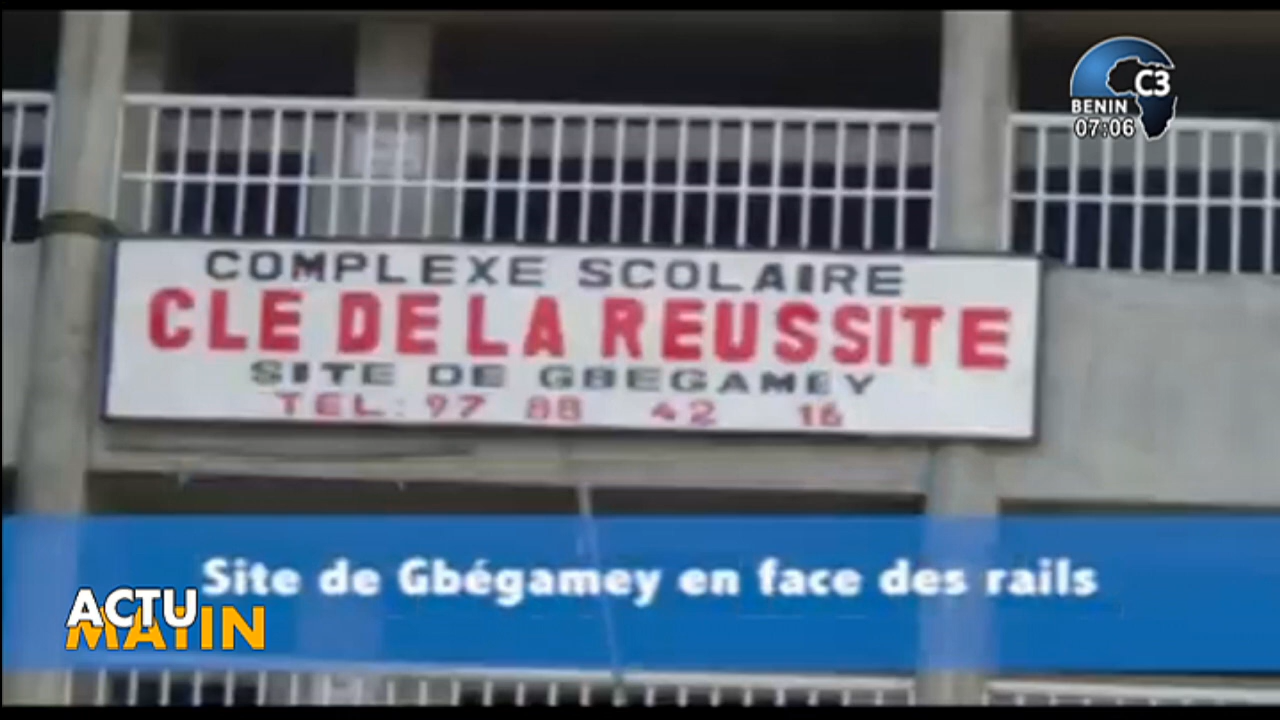 C3
BENIN
07:06
COMPLEXE SCOLAIRE
CLE DE LA REUSSITE
SITE DE GBEGAMEY
TEL: 97 88 42 16
Site de Gbégamey en face des rails
ACTU
MATIN